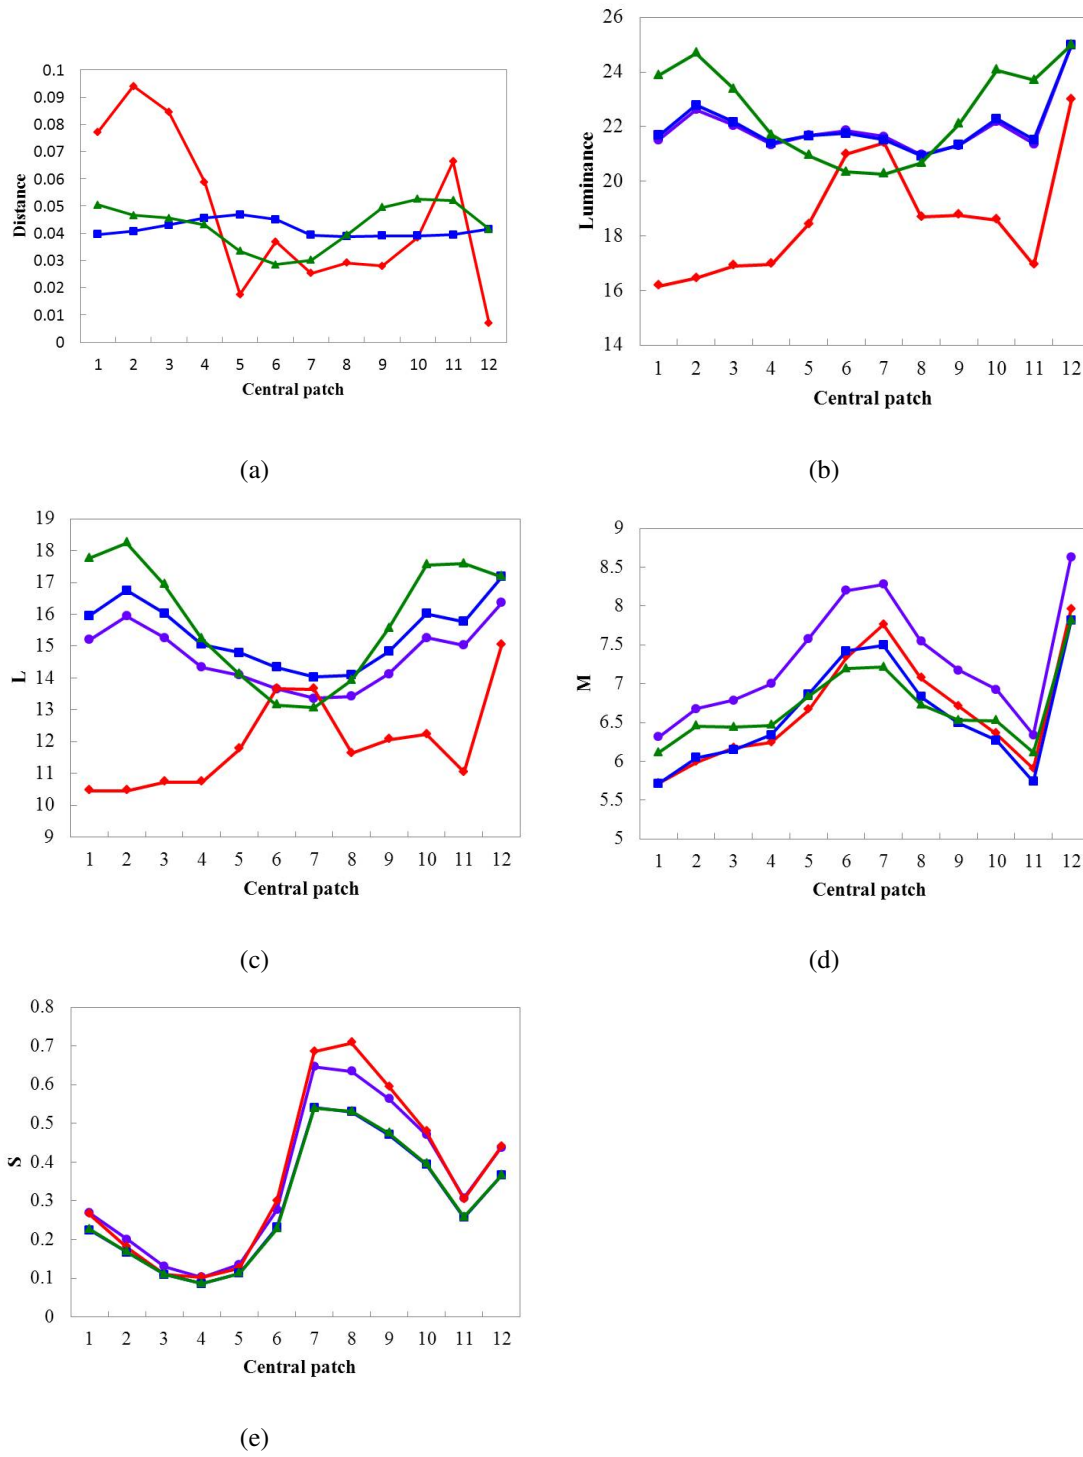 0.1
0.09
0.08
0.07
0.06
0.05
0.04
0.03
0.02
0.01
0
Distance
1 2 3 4 5 6 7 8 9 10 11 12
Central patch
(a)
26
24
22
20
18
16
14
Luminance
1 2 3 4 5 6 7 8 9 10 11 12
Central patch
(b)
19
18
17
16
15
14
13
12
11
10
9
L
1 2 3 4 5 6 7 8 9 10 11 12
Central patch
(c)
9
8.5
8
7.5
7
6.5
6
5.5
5
M
1 2 3 4 5 6 7 8 9 10 11 12
Central patch
(d)
0.8
0.7
0.6
0.5
0.4
0.3
0.2
0.1
0
S
1 2 3 4 5 6 7 8 9 10 11 12
Central patch
(e)